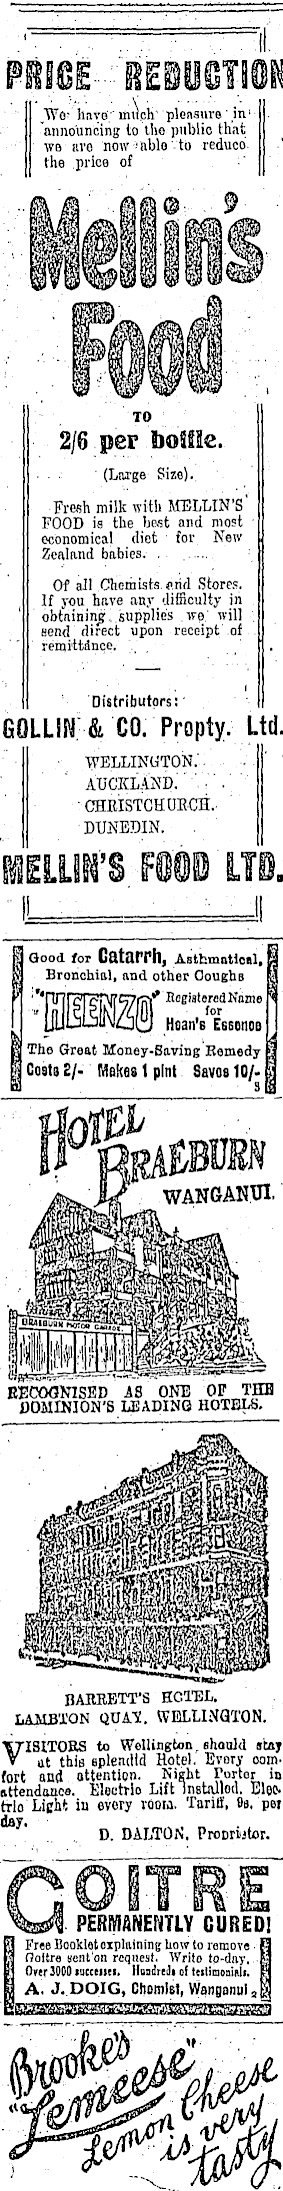 PRICE REDUCTION
We have much pleasure in
announcing to the public that
we are now able to reduce
the price of
Mellin's
Food
TO
2/6 per bottle.
(Large Size).
Fresh milk with MELLIN'S
FOOD is the best and most
economical diet for New
Zealand babies.
Of all Chemists and Stores.
If you have any difficulty in
obtaining supplies we will
send direct upon receipt of
remittance.
Distributors:
GOLLIN & CO. Propty. Ltd.
WELLINGTON.
AUCKLAND.
CHRISTCHURCH.
DUNEDIN.
MELLIN'S FOOD LTD.
Good for Catarrh, Asthmatical,
Bronchial, and other Coughs
"HEENZO" Registered Name
for
Hean's Essence
The Great Money-Saving Remedy
Costs 2/- Makes 1 pint Saves 10/-
HOTEL
BRAEBURN
WANGANUI.
BRAEBURN MOTOR GARAGE
RECOGNISED AS ONE OF THE
DOMINION'S LEADING HOTELS.
BARRETT'S HOTEL.
LAMBTON QUAY, WELLINGTON.
VISITORS to Wellington should stay
at this splendid Hotel. Every com-
fort and attention. Night Porter in
attendance. Electric Lift Installed. Elec-
tric Light in every room. Tariff, 9s. per
day.
D. DALTON, Proprietor.
GOITRE
PERMANENTLY CURED!
Free Booklet explaining how to remove
Goitre sent on request. Write to-day.
Over 3000 successes. Hundreds of testimonials.
A. J. DOIG, Chemist, Wanganui 2
Brooke's
"Lemeese"
Lemon Cheese
is very
tasty